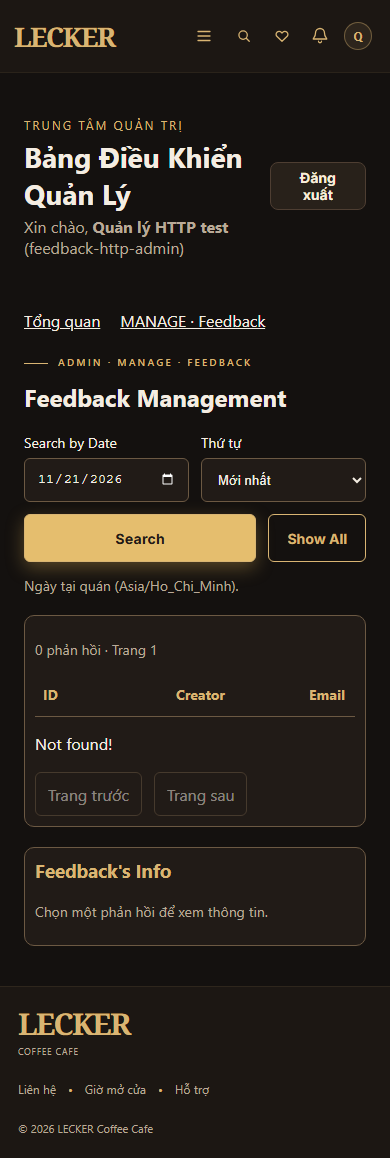 LECKER
Q
TRUNG TÂM QUẢN TRỊ
Bảng Điều Khiển
Quản Lý
Đăng
xuất
Xin chào, Quản lý HTTP test
(feedback-http-admin)
Tổng quan MANAGE · Feedback
ADMIN · MANAGE · FEEDBACK
Feedback Management
Search by Date Thứ tự
11/21/2026 Mới nhất
Search Show All
Ngày tại quán (Asia/Ho_Chi_Minh).
0 phản hồi · Trang 1
ID Creator Email
Not found!
Trang trước Trang sau
Feedback's Info
Chọn một phản hồi để xem thông tin.
LECKER
COFFEE CAFE
Liên hệ • Giờ mở cửa • Hỗ trợ
© 2026 LECKER Coffee Cafe